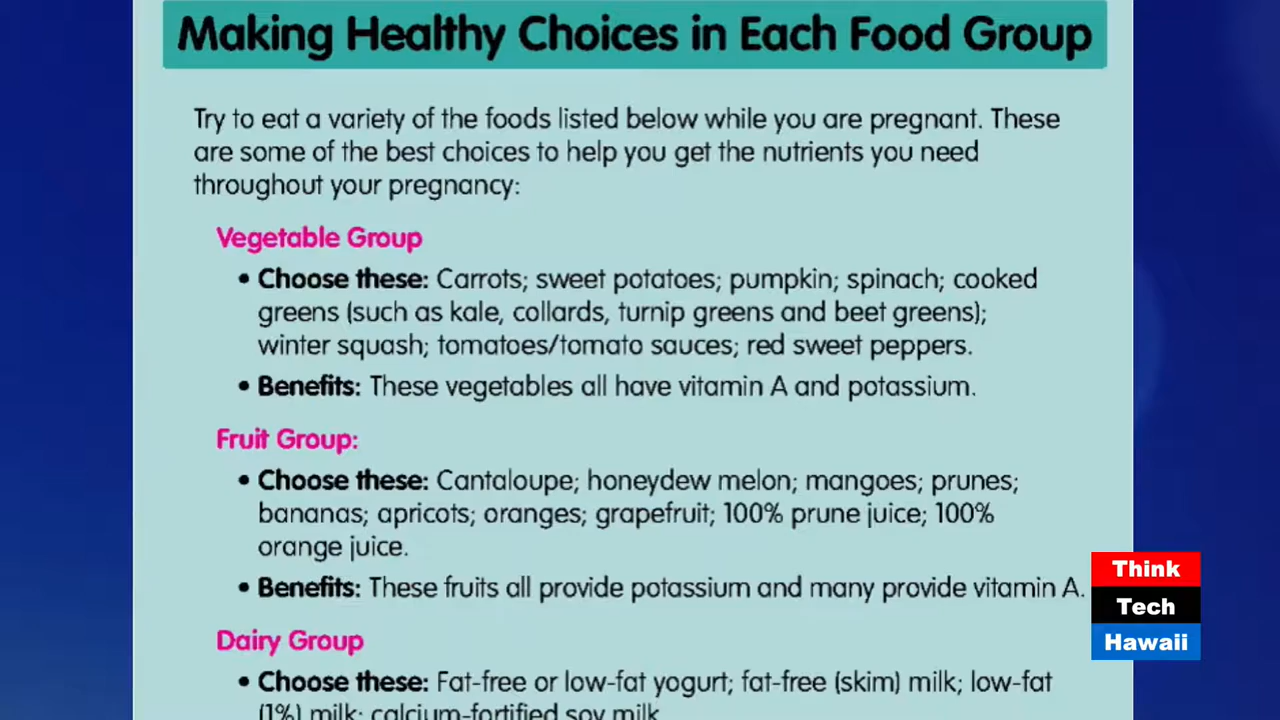 Making Healthy Choices in Each Food Group
Try to eat a variety of the foods listed below while you are pregnant. These
are some of the best choices to help you get the nutrients you need
throughout your pregnancy:
Vegetable Group
• Choose these: Carrots; sweet potatoes; pumpkin; spinach; cooked
greens (such as kale, collards, turnip greens and beet greens);
winter squash; tomatoes/tomato sauces; red sweet peppers.
• Benefits: These vegetables all have vitamin A and potassium.
Fruit Group:
• Choose these: Cantaloupe; honeydew melon; mangoes; prunes;
bananas; apricots; oranges; grapefruit; 100% prune juice; 100%
orange juice.
• Benefits: These fruits all provide potassium and many provide vitamin A.
Dairy Group
• Choose these: Fat-free or low-fat yogurt; fat-free (skim) milk; low-fat
(1%) milk; calcium-fortified soy milk
Think
Tech
Hawaii